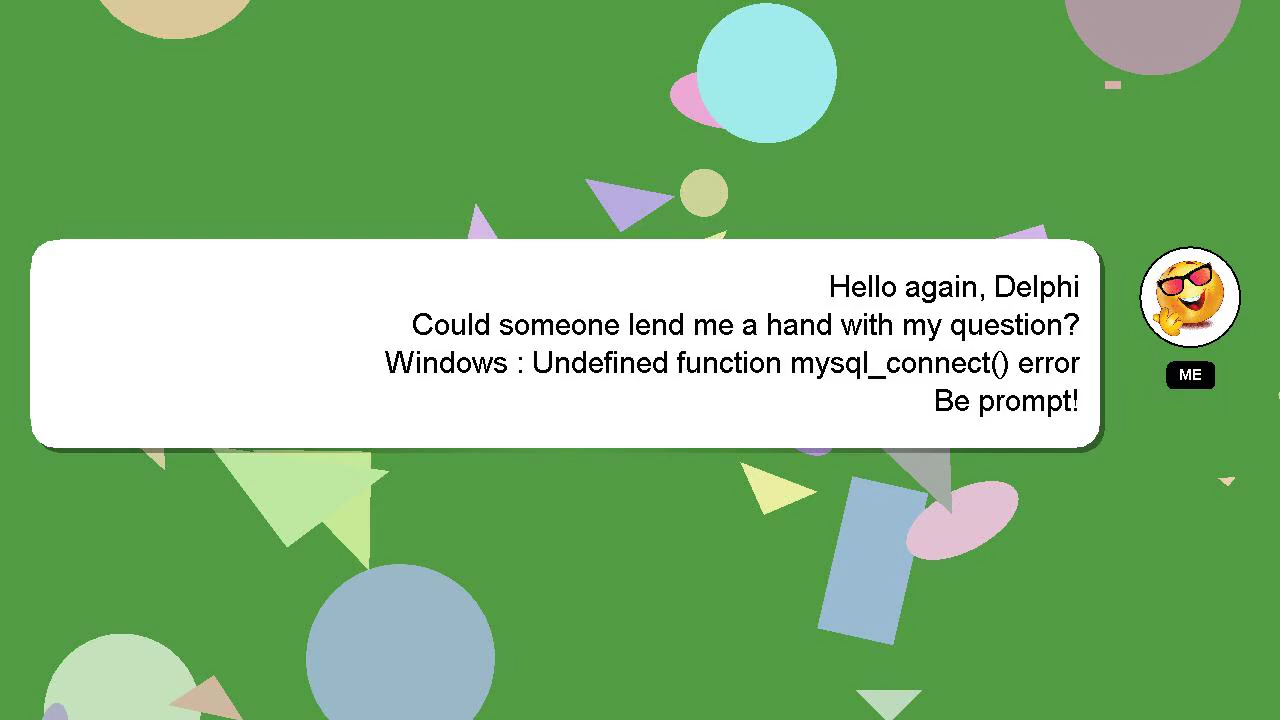 Hello again, Delphi
Could someone lend me a hand with my question?
Windows : Undefined function mysql_connect() error
Be prompt!
ME